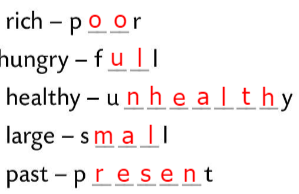 rich – poor
hungry – full
healthy – unhealthy
large – small
past – present